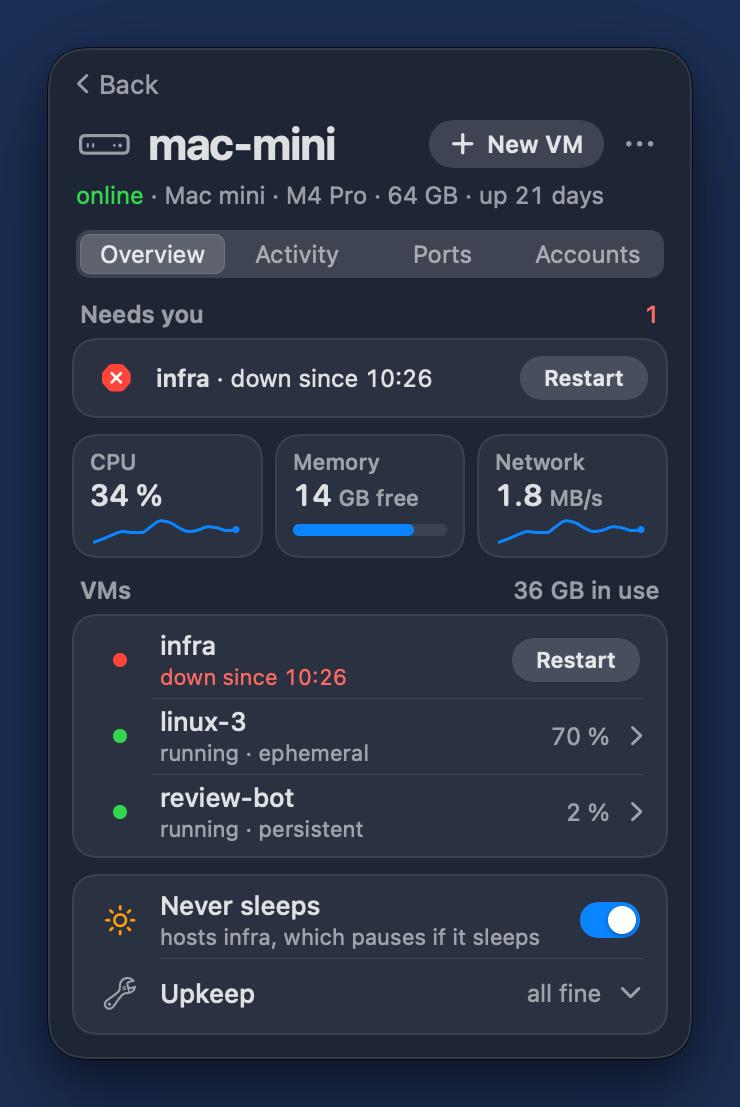 Back
mac-mini
New VM
online · Mac mini · M4 Pro · 64 GB · up 21 days
Overview Activity Ports Accounts
Needs you 1
infra · down since 10:26 Restart
CPU Memory Network
34 % 14 GB free 1.8 MB/s
VMs 36 GB in use
infra
down since 10:26
Restart
linux-3
running · ephemeral
70 %
review-bot
running · persistent
2 %
Never sleeps
hosts infra, which pauses if it sleeps
Upkeep all fine